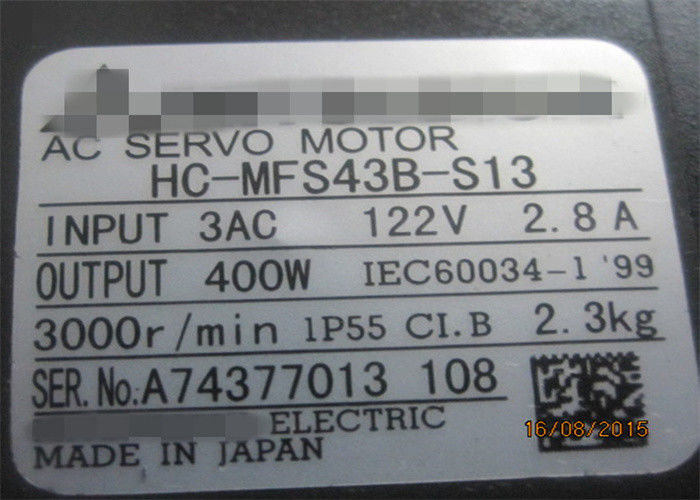 AC SERVO MOTOR
HC-MFS43B-S13
INPUT 3AC 122V 2.8A
OUTPUT 400W IEC60034-1 '99
3000r/min IP55 CI.B 2.3kg
SER. No. A74377013 108
ELECTRIC
16/08/2015
MADE IN JAPAN